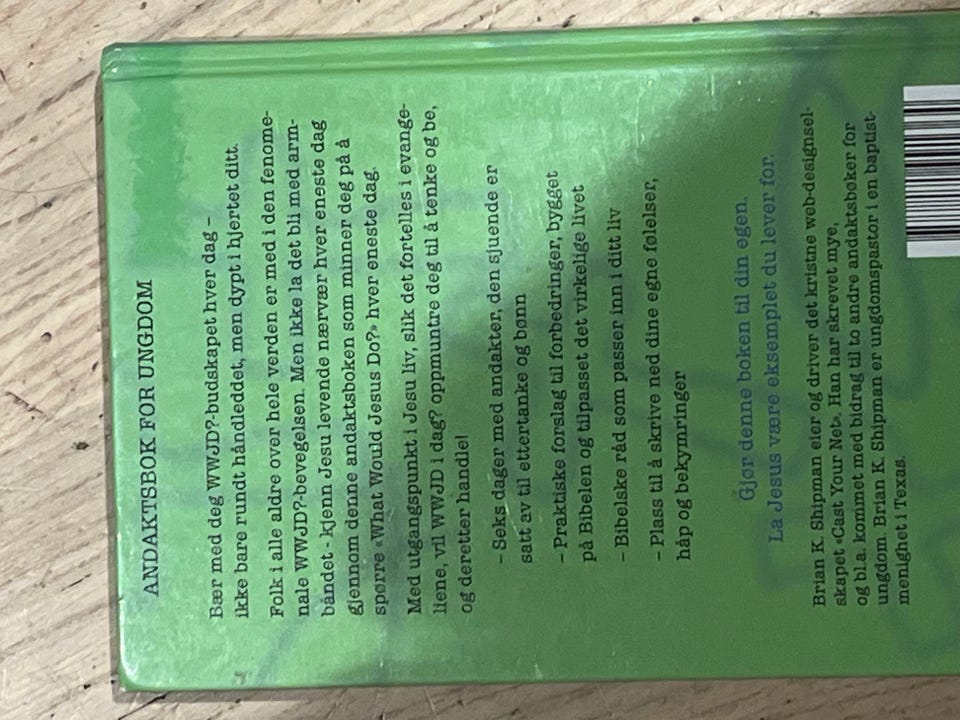 ANDAKTSBOK FOR UNGDOM
Bær med deg WWJD?-budskapet hver dag –
ikke bare rundt håndleddet, men dypt i hjertet ditt.
Folk i alle aldre over hele verden er med i den fenome-
nale WWJD?-bevegelsen. Men ikke la det bli med arm-
båndet - kjenn Jesu levende nærvær hver eneste dag
gjennom denne andaktsboken som minner deg på å
spørre «What Would Jesus Do?» hver eneste dag.
Med utgangspunkt i Jesu liv, slik det fortelles i evange-
liene, vil WWJD i dag? oppmuntre deg til å tenke og be,
og deretter handle!
– Seks dager med andakter, den sjuende er
satt av til ettertanke og bønn
– Praktiske forslag til forbedringer, bygget
på Bibelen og tilpasset det virkelige livet
– Bibelske råd som passer inn i ditt liv
– Plass til å skrive ned dine egne følelser,
håp og bekymringer
Gjør denne boken til din egen.
La Jesus være eksemplet du lever for.
Brian K. Shipman eier og driver det kristne web-designsel-
skapet «Cast Your Net». Han har skrevet mye,
og bl.a. kommet med bidrag til to andre andaktsbøker for
ungdom. Brian K. Shipman er ungdomspastor i en baptist-
menighet i Texas.